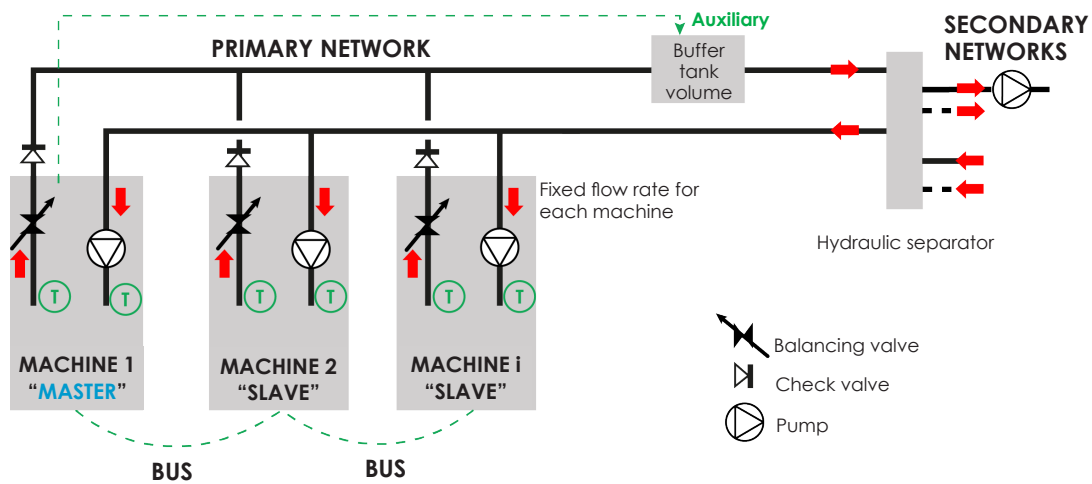 Auxiliary
PRIMARY NETWORK
Buffer
tank
volume
SECONDARY
NETWORKS
Fixed flow rate for
each machine
Hydraulic separator
T
T
T
T
T
T
MACHINE 1
“MASTER”
MACHINE 2
“SLAVE”
MACHINE i
“SLAVE”
BUS
BUS
Balancing valve
Check valve
Pump